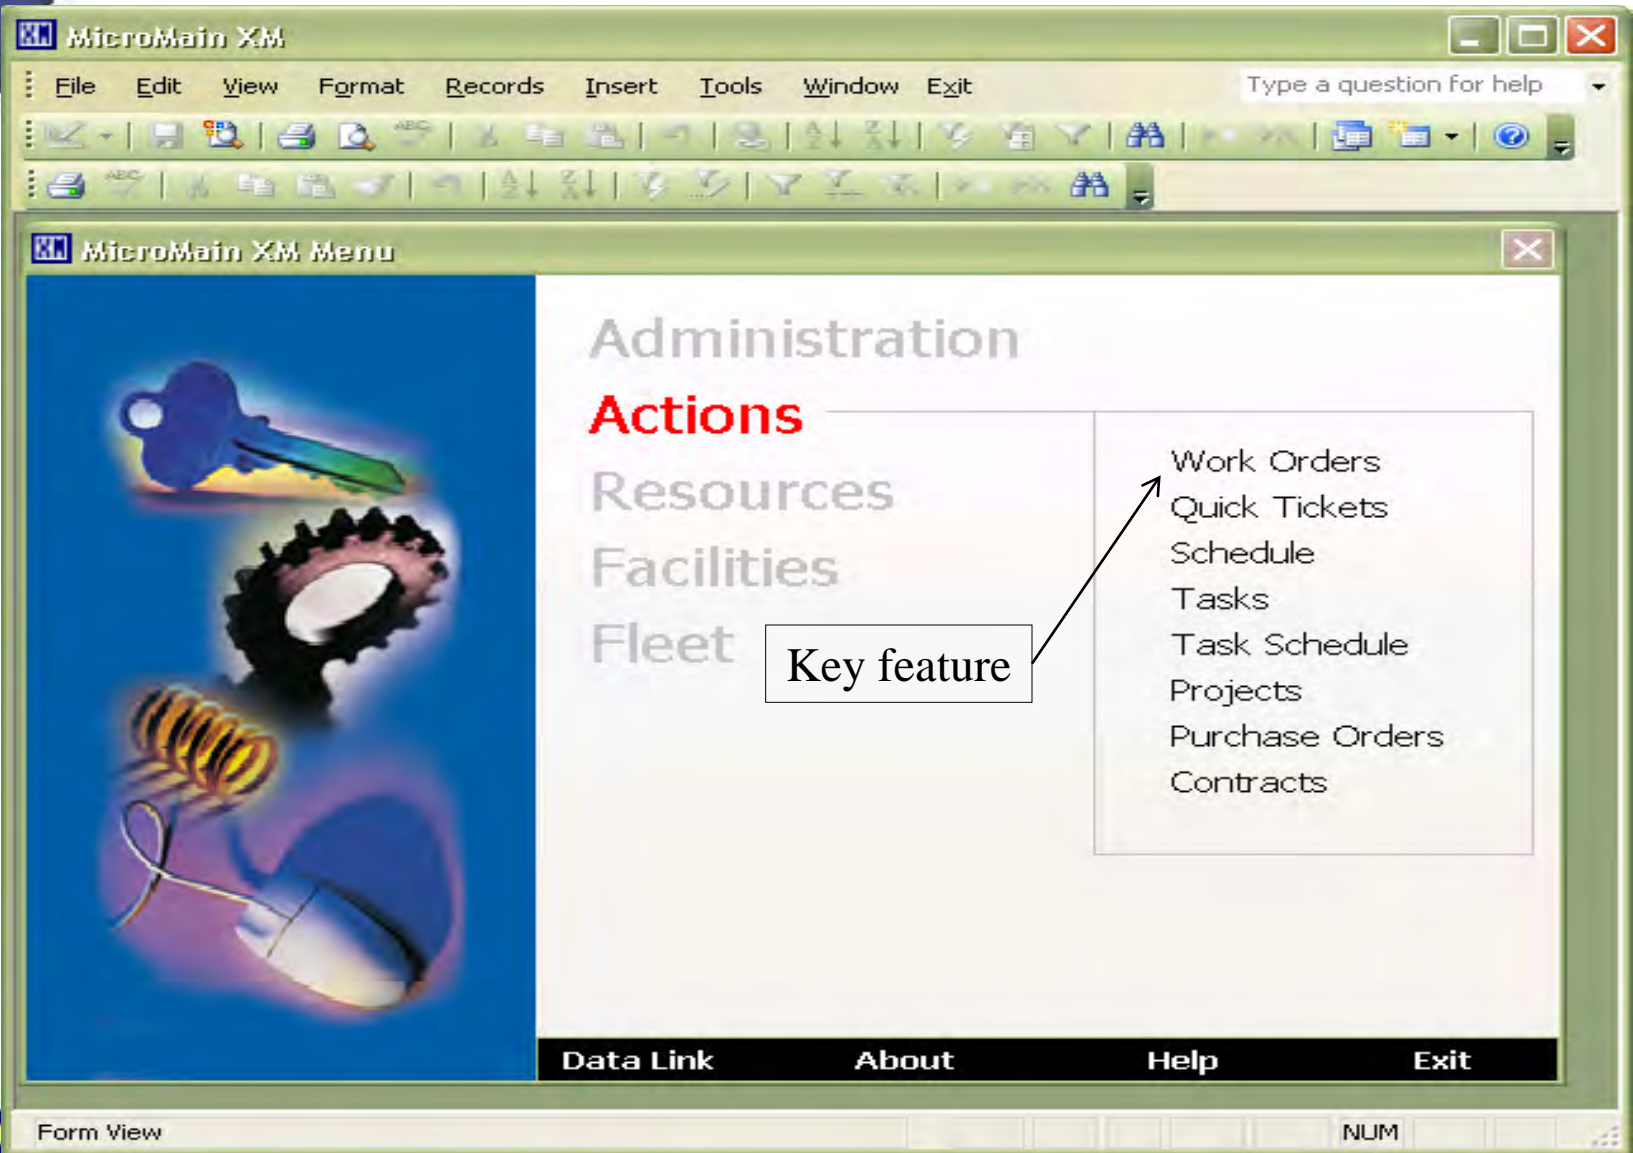 MicroMain XM
File Edit View Format Records Insert Tools Window Exit Type a question for help
MicroMain XM Menu
Administration
Actions
Resources
Facilities
Fleet
Key feature
Work Orders
Quick Tickets
Schedule
Tasks
Task Schedule
Projects
Purchase Orders
Contracts
Data Link About Help Exit
Form View NUM